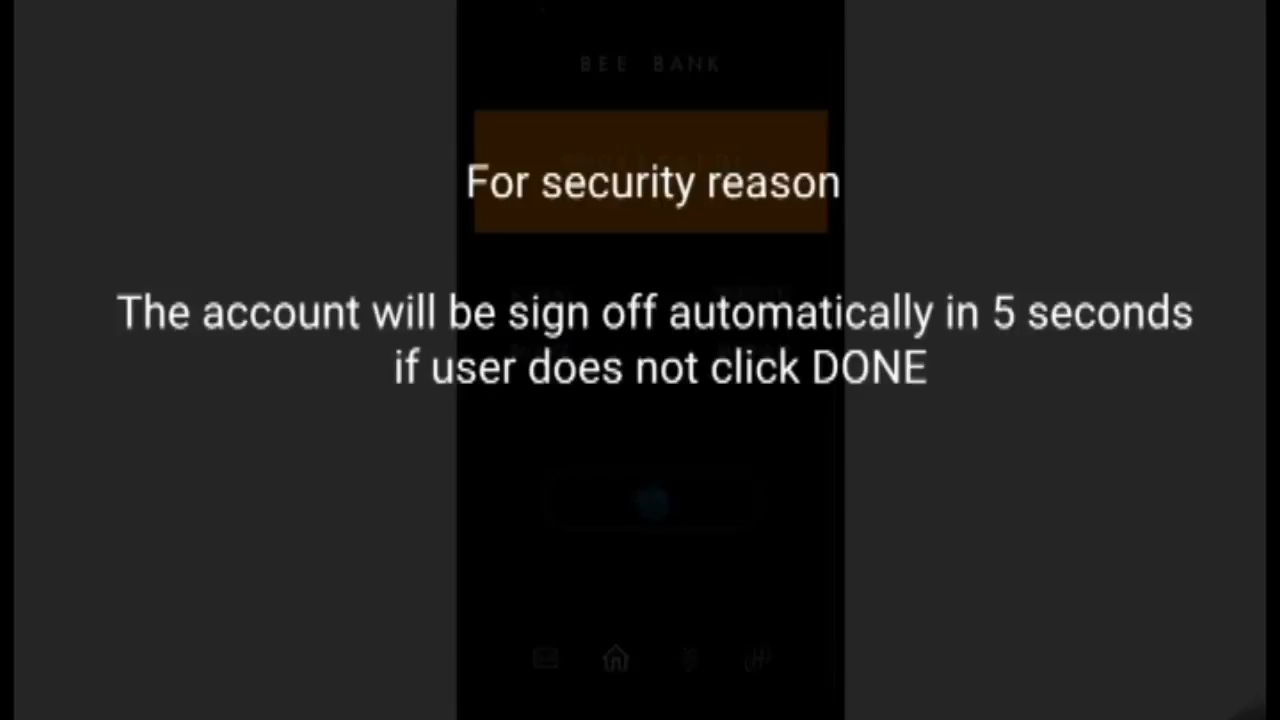 BEE BANK
For security reason
The account will be sign off automatically in 5 seconds
if user does not click DONE